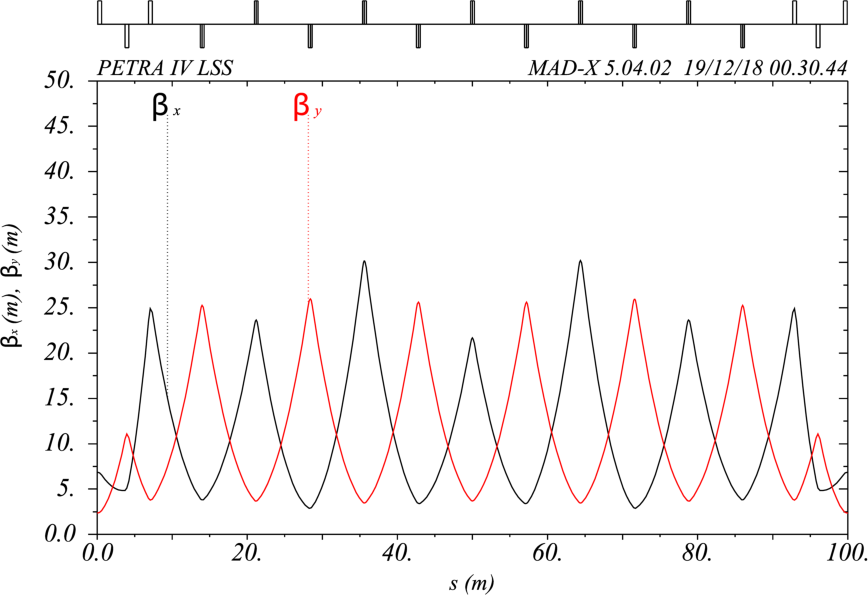 PETRA IV LSS MAD-X 5.04.02 19/12/18 00.30.44
50.
β x β y
45.
40.
35.
30.
25.
20.
15.
10.
5.
0.0
βx (m), βy (m)
0.0 20. 40. 60. 80. 100.
s (m)